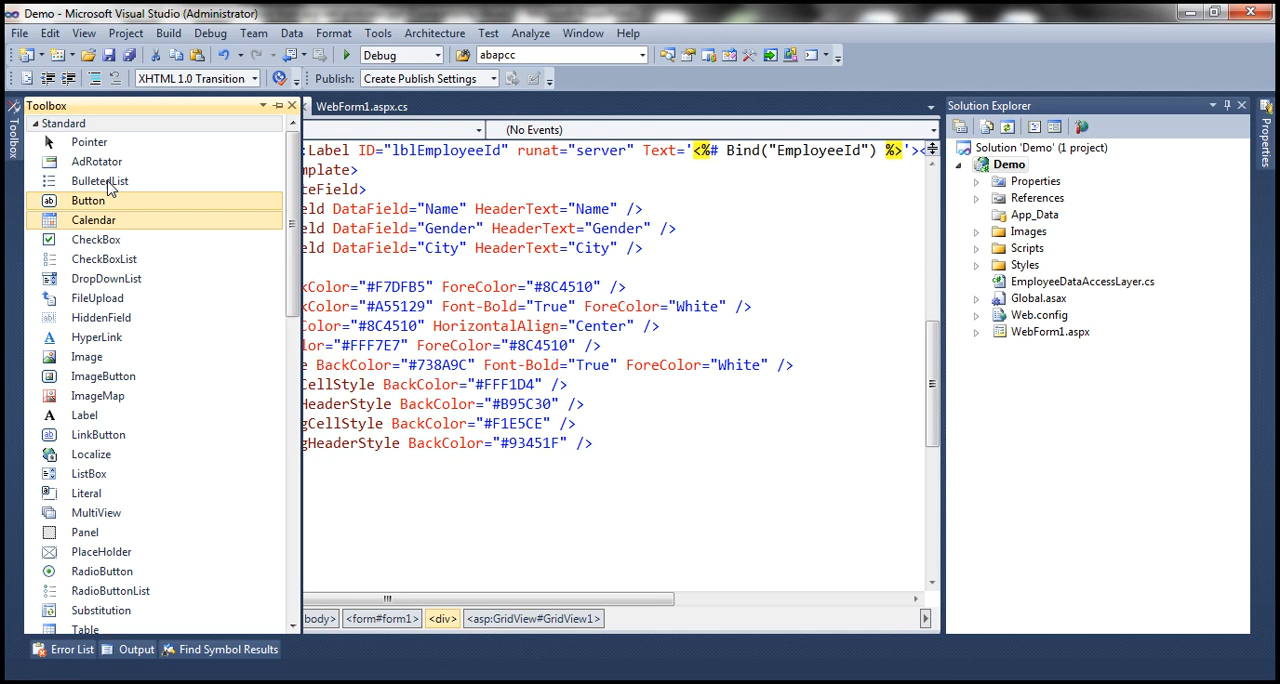 Demo - Microsoft Visual Studio (Administrator)
File Edit View Project Build Debug Team Data Format Tools Architecture Test Analyze Window Help
Debug abapcc
XHTML 1.0 Transition Publish: Create Publish Settings
Toolbox
Toolbox
Standard
Pointer
AdRotator
BulletedList
Button
Calendar
CheckBox
CheckBoxList
DropDownList
FileUpload
HiddenField
HyperLink
Image
ImageButton
ImageMap
Label
LinkButton
Localize
ListBox
Literal
MultiView
Panel
PlaceHolder
RadioButton
RadioButtonList
Substitution
Table
WebForm1.aspx.cs
(No Events)
:Label ID="lblEmployeeId" runat="server" Text='<%# Bind("EmployeeId") %>'><
mplate>
teField>
ld DataField="Name" HeaderText="Name" />
ld DataField="Gender" HeaderText="Gender" />
ld DataField="City" HeaderText="City" />
kColor="#F7DFB5" ForeColor="#8C4510" />
kColor="#A55129" Font-Bold="True" ForeColor="White" />
Color="#8C4510" HorizontalAlign="Center" />
lor="#FFF7E7" ForeColor="#8C4510" />
e BackColor="#738A9C" Font-Bold="True" ForeColor="White" />
CellStyle BackColor="#FFF1D4" />
HeaderStyle BackColor="#B95C30" />
gCellStyle BackColor="#F1E5CE" />
gHeaderStyle BackColor="#93451F" />
body> <form#form1> <div> <asp:GridView#GridView1>
Solution Explorer
Solution 'Demo' (1 project)
Demo
Properties
References
App_Data
Images
Scripts
Styles
EmployeeDataAccessLayer.cs
Global.asax
Web.config
WebForm1.aspx
Properties
Error List Output Find Symbol Results